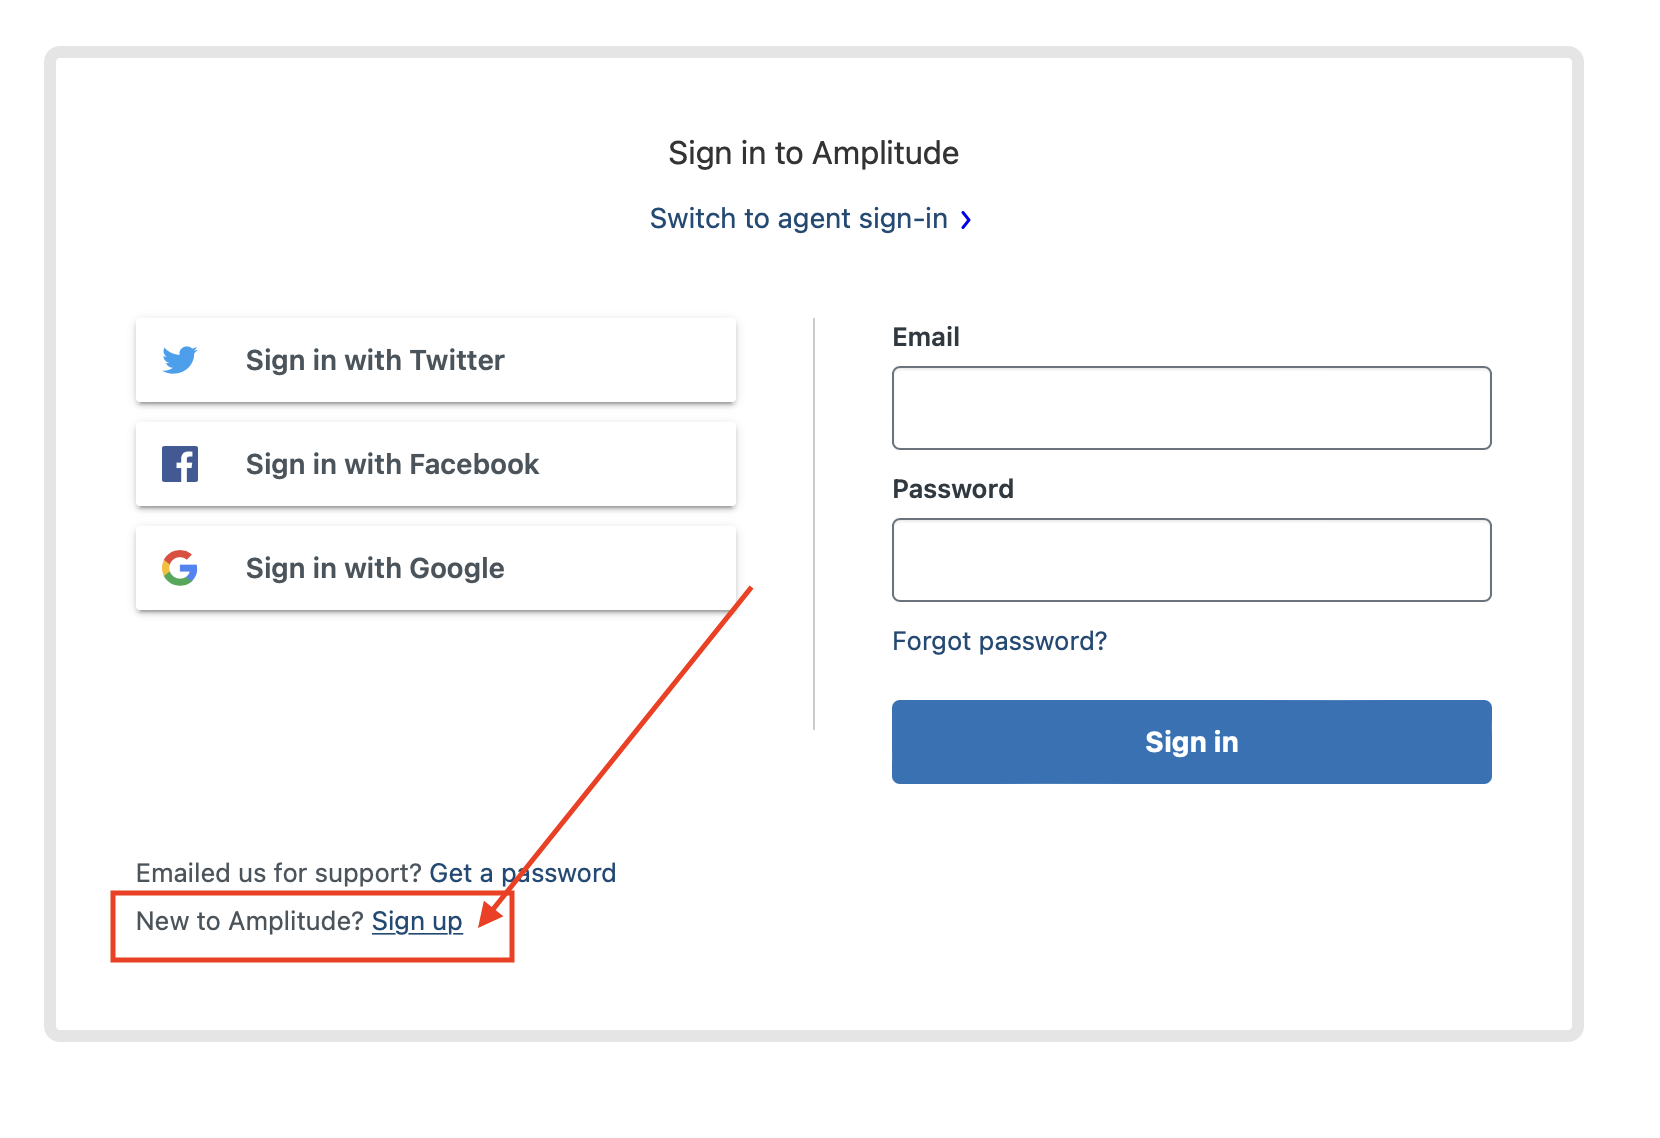 Sign in to Amplitude
Switch to agent sign-in
Sign in with Twitter
Sign in with Facebook
Sign in with Google
Email
Password
Forgot password?
Sign in
Emailed us for support? Get a password
New to Amplitude? Sign up